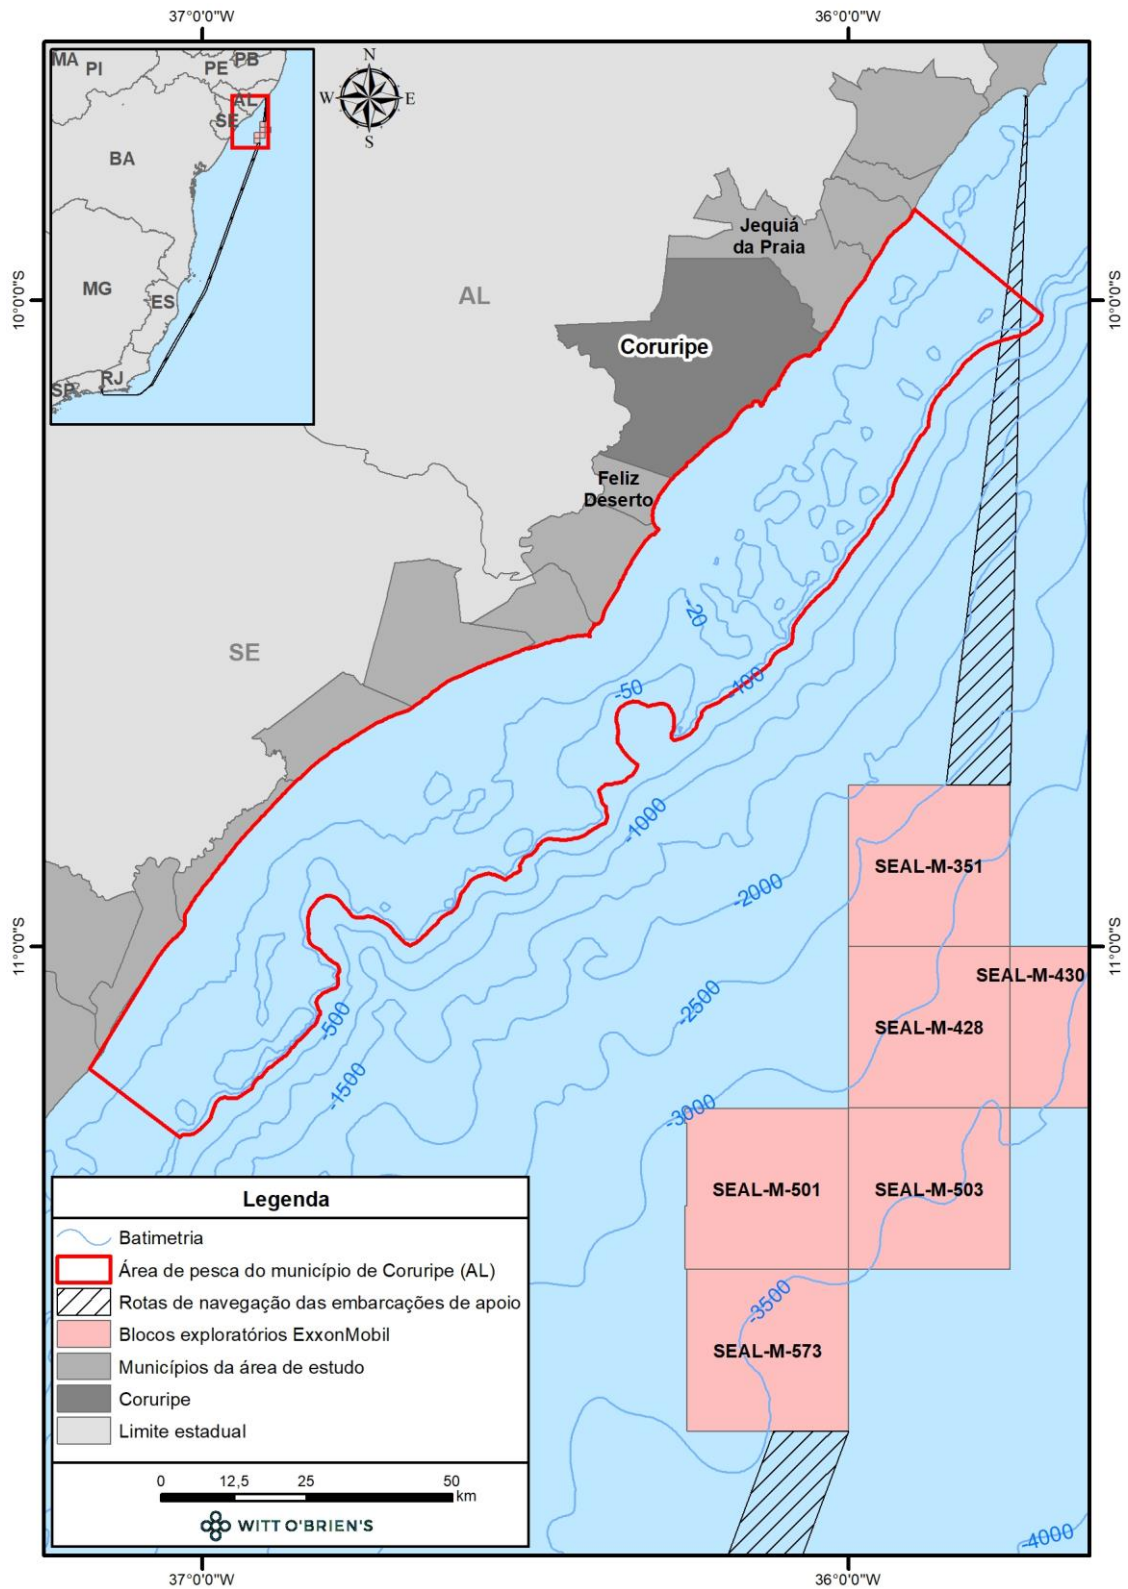 37°0'0"W
36°0'0"W
MA
PI
PE
PB
AL
SE
BA
MG
ES
SP
RJ
N
W
E
S
10°0'0"S
10°0'0"S
Jequiá
da Praia
AL
Coruripe
Feliz
Deserto
SE
-20
-50
-100
-1000
-2000
SEAL-M-351
11°0'0"S
11°0'0"S
SEAL-M-430
-2500
-500
SEAL-M-428
-1500
-3000
SEAL-M-501
SEAL-M-503
-3500
SEAL-M-573
-4000
Legenda
Batimetria
Área de pesca do município de Coruripe (AL)
Rotas de navegação das embarcações de apoio
Blocos exploratórios ExxonMobil
Municípios da área de estudo
Coruripe
Limite estadual
0 12,5 25 50
km
WITT O'BRIEN'S
37°0'0"W
36°0'0"W